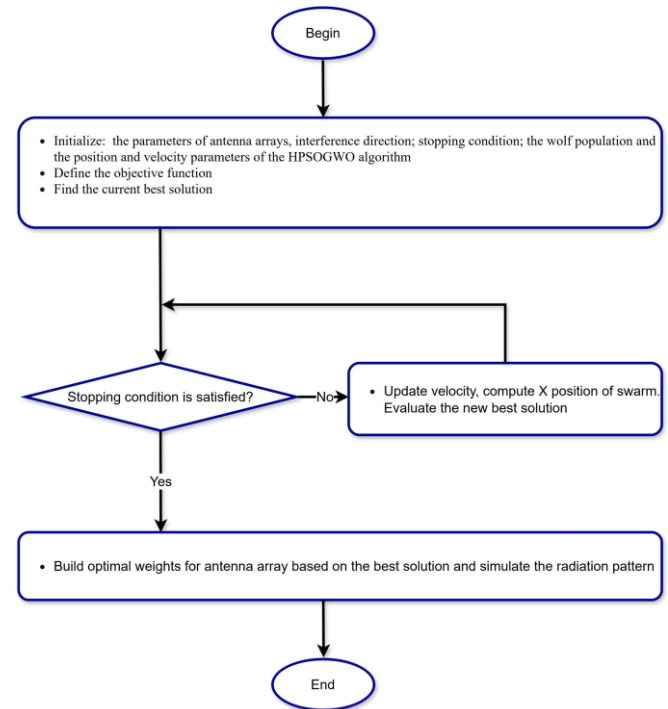 Begin
• Initialize: the parameters of antenna arrays, interference direction; stopping condition; the wolf population and
the position and velocity parameters of the HPSOGWO algorithm
• Define the objective function
• Find the current best solution
Stopping condition is satisfied?
No
• Update velocity, compute X position of swarm.
Evaluate the new best solution
Yes
• Build optimal weights for antenna array based on the best solution and simulate the radiation pattern
End